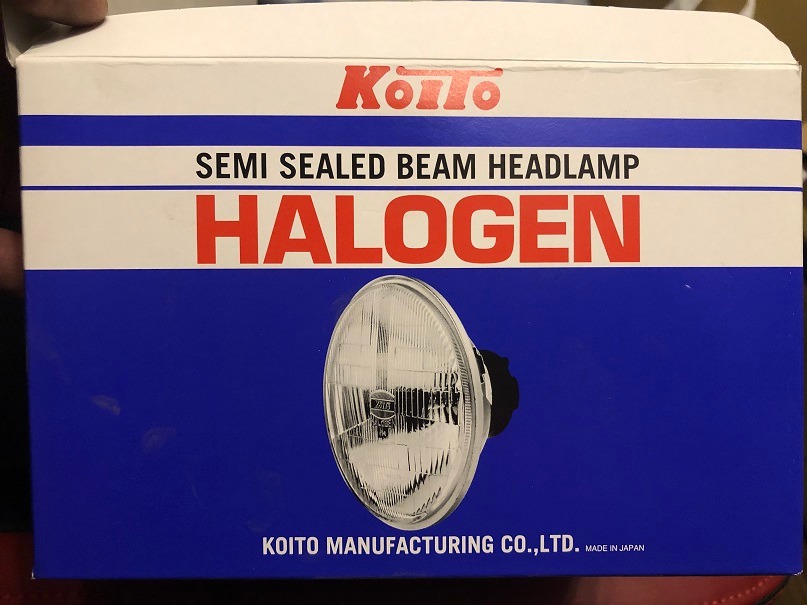 KOITO
SEMI SEALED BEAM HEADLAMP
HALOGEN
KOITO MANUFACTURING CO.,LTD. MADE IN JAPAN